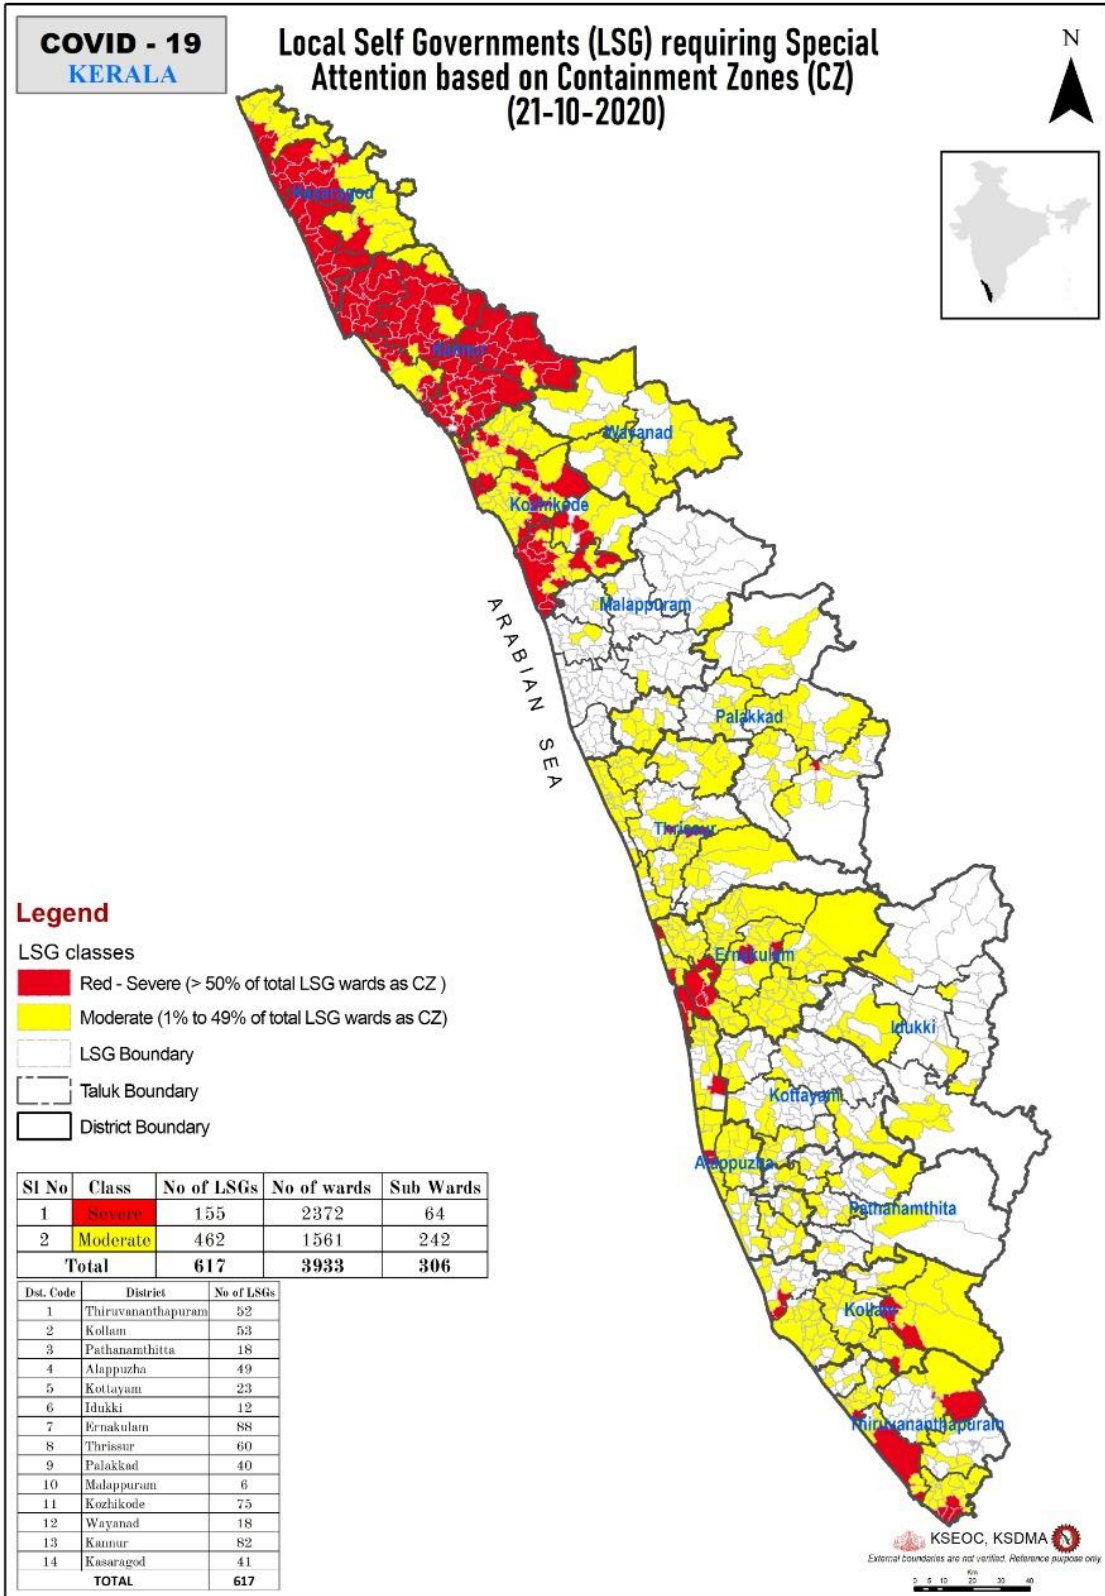 COVID - 19
KERALA
Local Self Governments (LSG) requiring Special
Attention based on Containment Zones (CZ)
(21-10-2020)
N
Kasaragod
Kannur
Wayanad
Kozhikode
Malappuram
ARABIAN SEA
Palakkad
Thrissur
Ernakulam
Idukki
Kottayam
Alappuzha
Pathanamthita
Kollam
Thiruvananthapuram
Legend
LSG classes
Red - Severe (> 50% of total LSG wards as CZ )
Moderate (1% to 49% of total LSG wards as CZ)
LSG Boundary
Taluk Boundary
District Boundary
Sl No Class No of LSGs No of wards Sub Wards
1 Severe 155 2372 64
2 Moderate 462 1561 242
Total 617 3933 306
Dst. Code District No of LSGs
1 Thiruvananthapuram 52
2 Kollam 53
3 Pathanamthitta 18
4 Alappuzha 49
5 Kottayam 23
6 Idukki 12
7 Ernakulam 88
8 Thrissur 60
9 Palakkad 40
10 Malappuram 6
11 Kozhikode 75
12 Wayanad 18
13 Kannur 82
14 Kasaragod 41
TOTAL 617
KSEOC, KSDMA
External boundaries are not verified. Reference purpose only.
Km
0 5 10 20 30 40